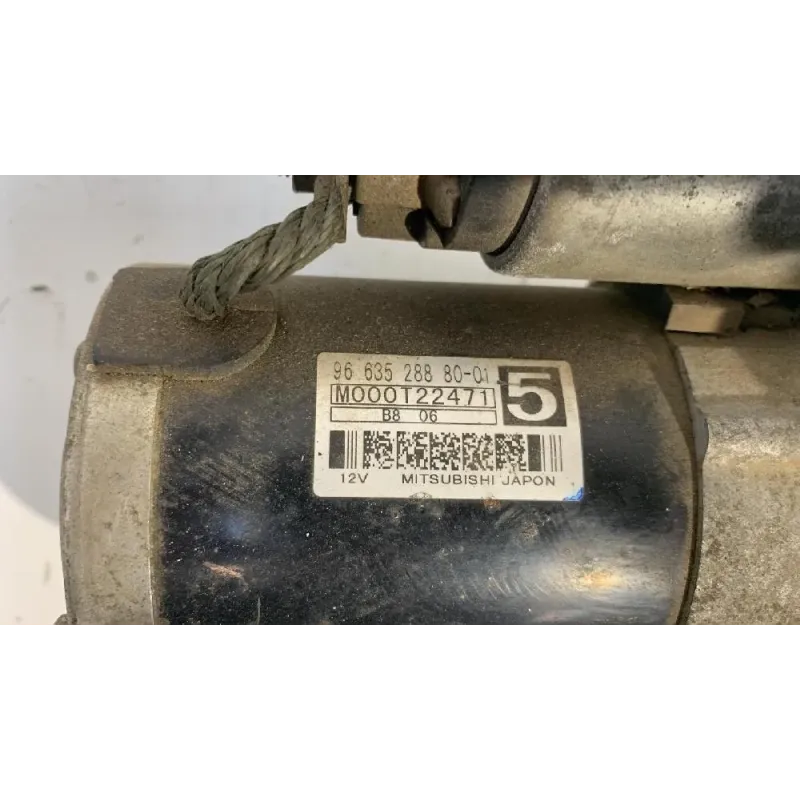 96 635 288 80-01
M000T22471
5
B8 06
12V MITSUBISHI JAPON